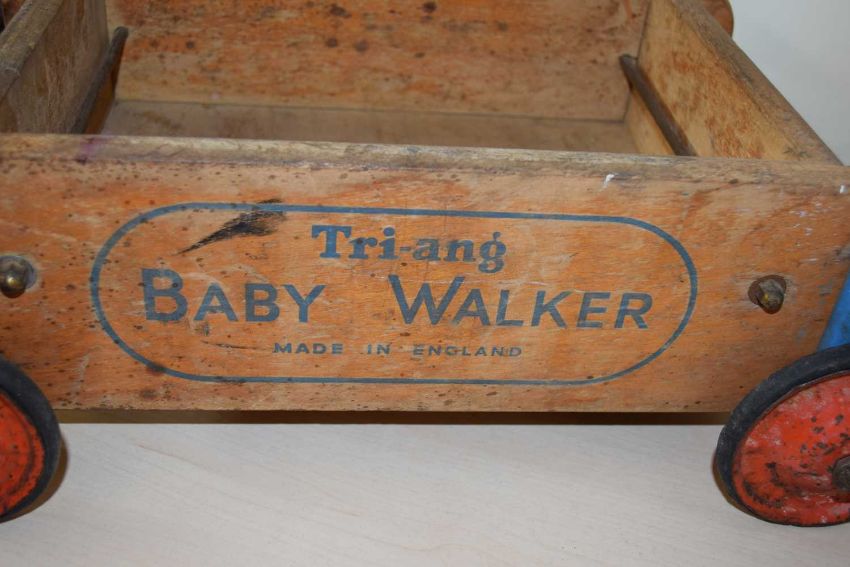 Tri-ang
BABY WALKER
MADE IN ENGLAND